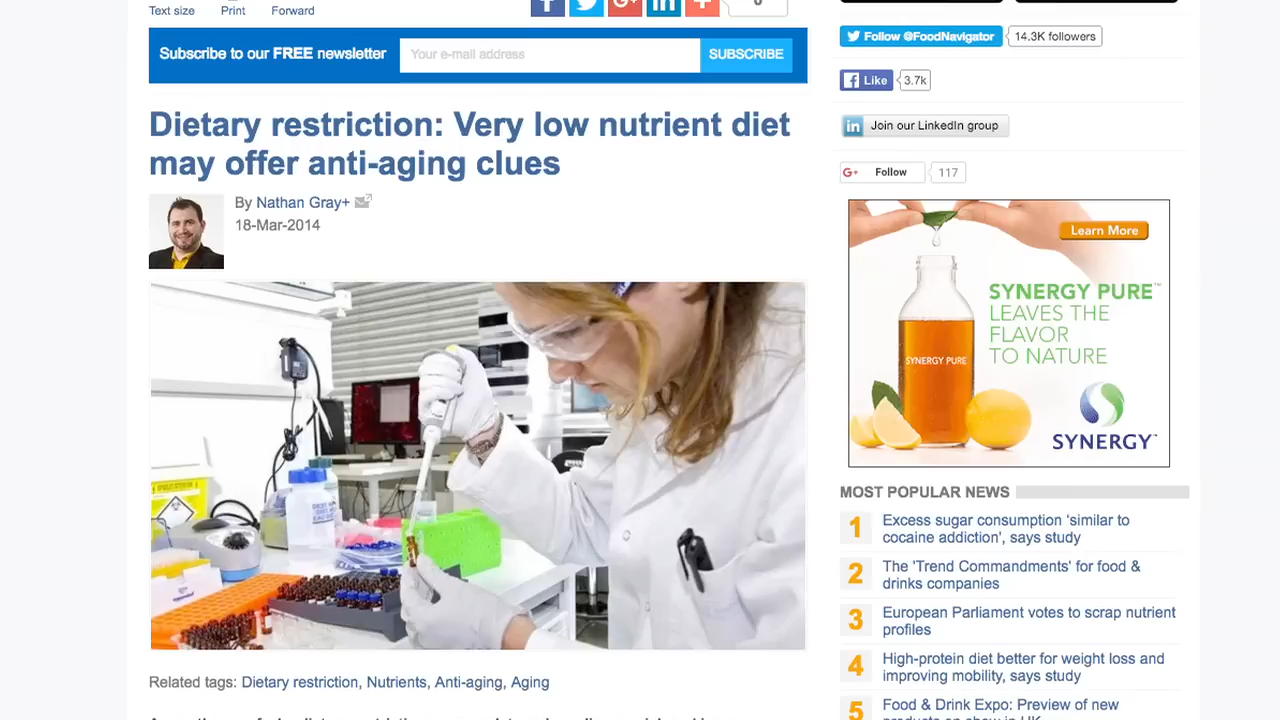 Text size
Print
Forward
Subscribe to our FREE newsletter
Your e-mail address
SUBSCRIBE
Dietary restriction: Very low nutrient diet
may offer anti-aging clues
By Nathan Gray+
18-Mar-2014
Related tags: Dietary restriction, Nutrients, Anti-aging, Aging
Follow @FoodNavigator
14.3K followers
Like
3.7k
Join our LinkedIn group
G+ Follow
117
Learn More
SYNERGY PURE™
LEAVES THE
FLAVOR
TO NATURE
SYNERGY PURE
SYNERGY™
MOST POPULAR NEWS
1 Excess sugar consumption 'similar to
cocaine addiction', says study
2 The 'Trend Commandments' for food &
drinks companies
3 European Parliament votes to scrap nutrient
profiles
4 High-protein diet better for weight loss and
improving mobility, says study
5 Food & Drink Expo: Preview of new